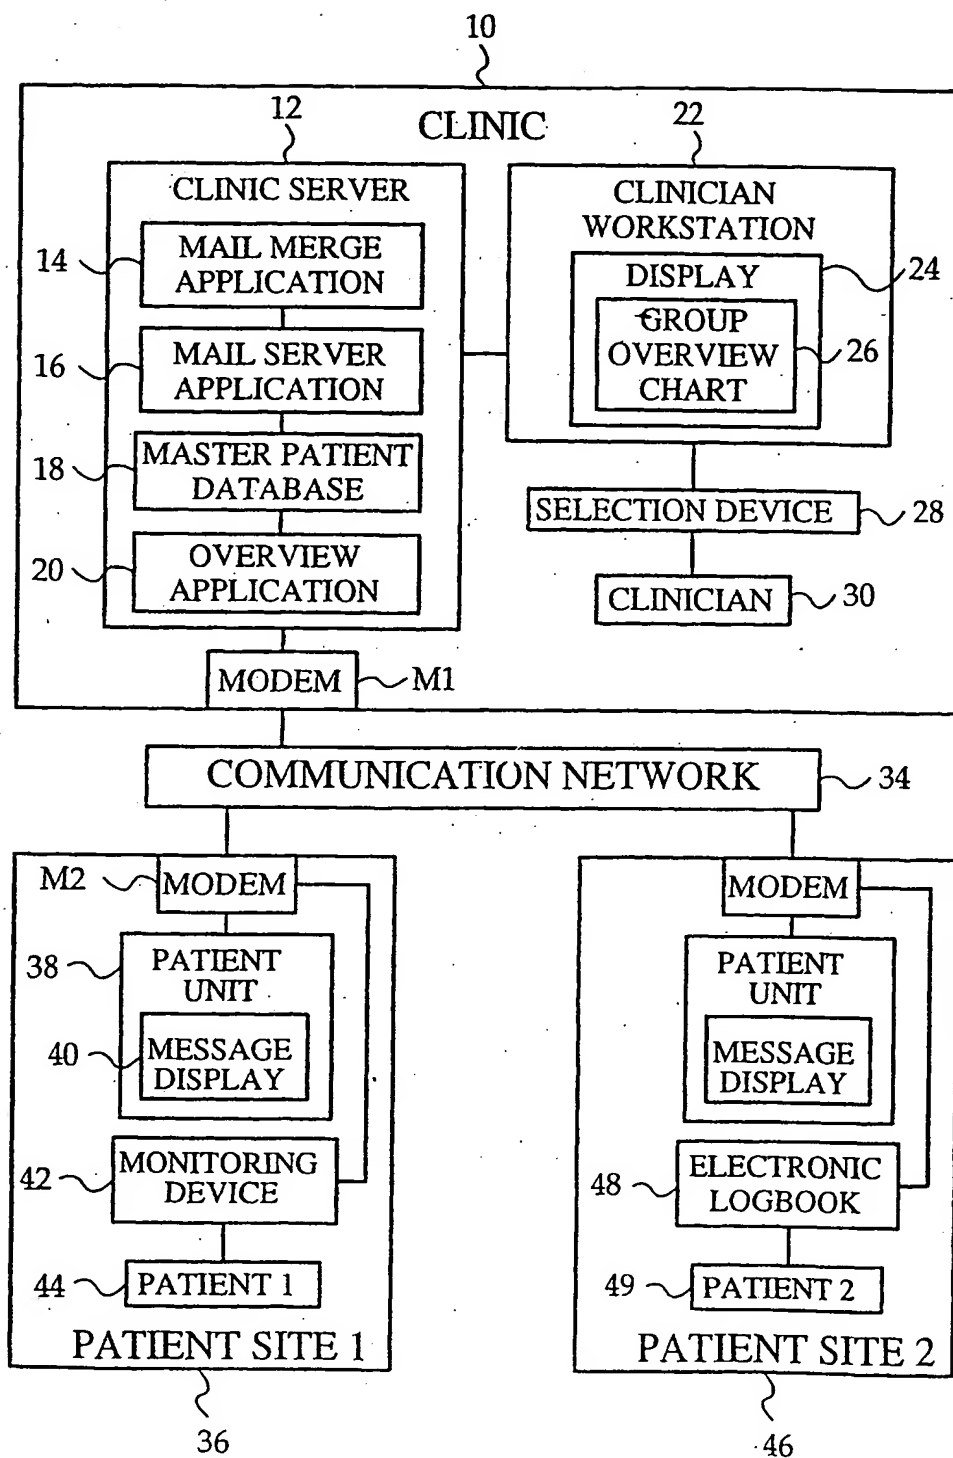 10
CLINIC
12
22
CLINIC SERVER
14
MAIL MERGE
APPLICATION
16
MAIL SERVER
APPLICATION
18
MASTER PATIENT
DATABASE
20
OVERVIEW
APPLICATION
CLINICIAN
WORKSTATION
DISPLAY
24
GROUP
OVERVIEW
CHART
26
SELECTION DEVICE
28
CLINICIAN
30
MODEM
M1
COMMUNICATION NETWORK
34
M2
MODEM
38
PATIENT
UNIT
40
MESSAGE
DISPLAY
42
MONITORING
DEVICE
44
PATIENT 1
PATIENT SITE 1
36
MODEM
PATIENT
UNIT
MESSAGE
DISPLAY
48
ELECTRONIC
LOGBOOK
49
PATIENT 2
PATIENT SITE 2
46